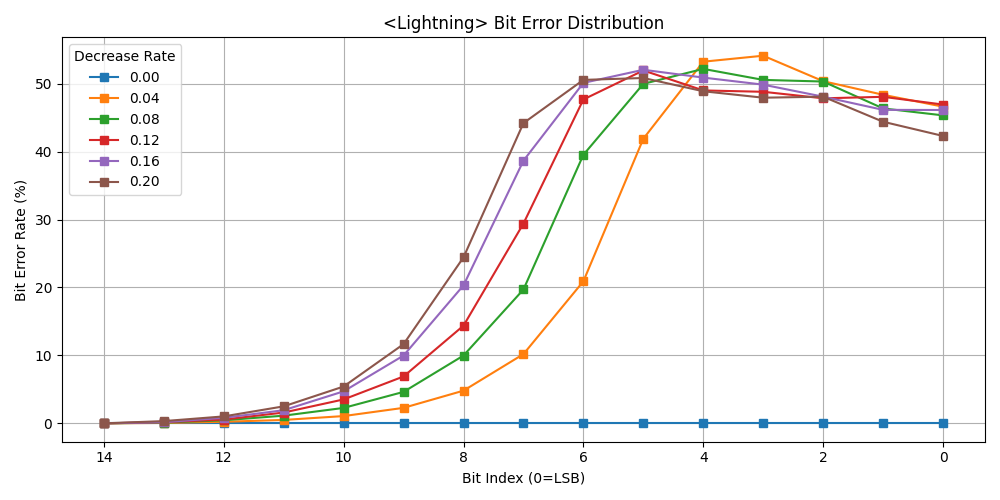 <Lightning> Bit Error Distribution
Decrease Rate
0.00
0.04
0.08
0.12
0.16
0.20
Bit Error Rate (%)
50
40
30
20
10
0
14 12 10 8 6 4 2 0
Bit Index (0=LSB)